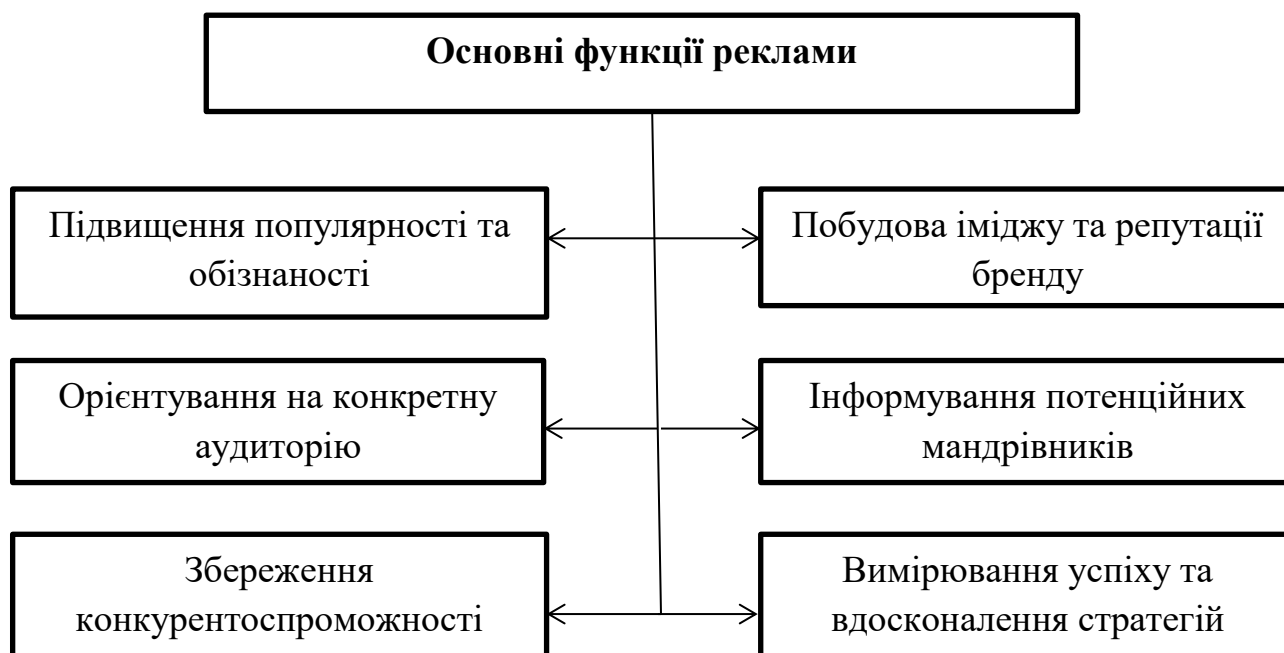 Основні функції реклами
Підвищення популярності та
обізнаності
Побудова іміджу та репутації
бренду
Орієнтування на конкретну
аудиторію
Інформування потенційних
мандрівників
Збереження
конкурентоспроможності
Вимірювання успіху та
вдосконалення стратегій